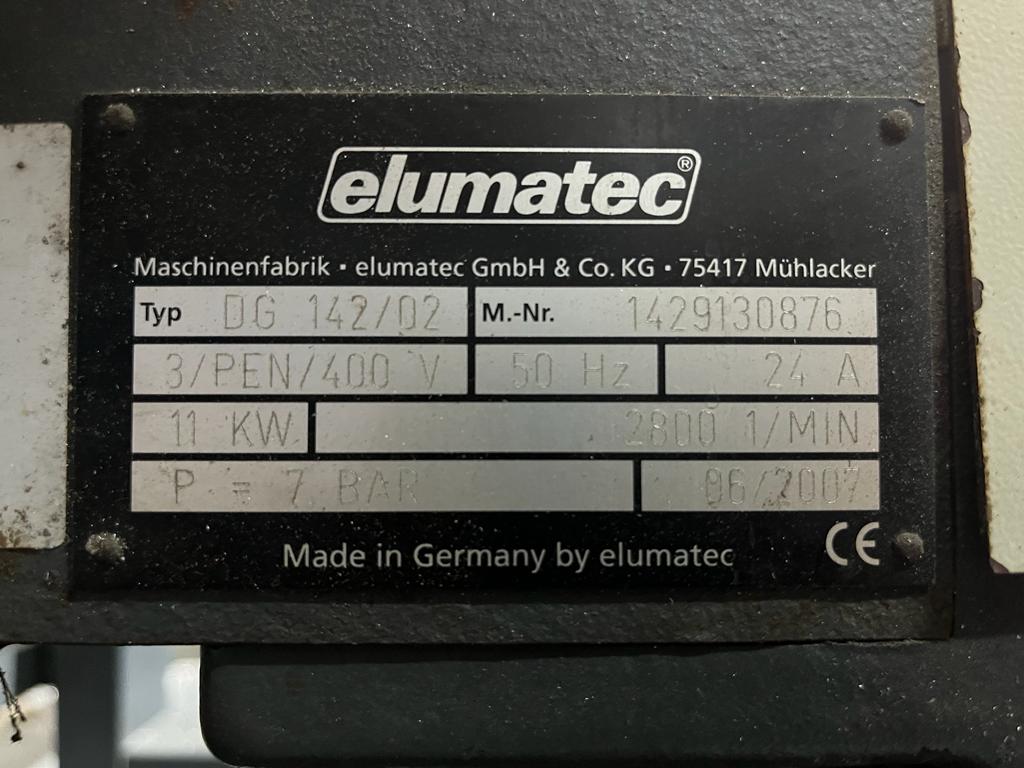 elumatec®
Maschinenfabrik · elumatec GmbH & Co. KG · 75417 Mühlacker
Typ DG 142/02 M.-Nr. 1429130876
3/PEN/400 V 50 Hz 24 A
11 KW 2800 1/MIN
P = 7 BAR 06/2007
Made in Germany by elumatec CE